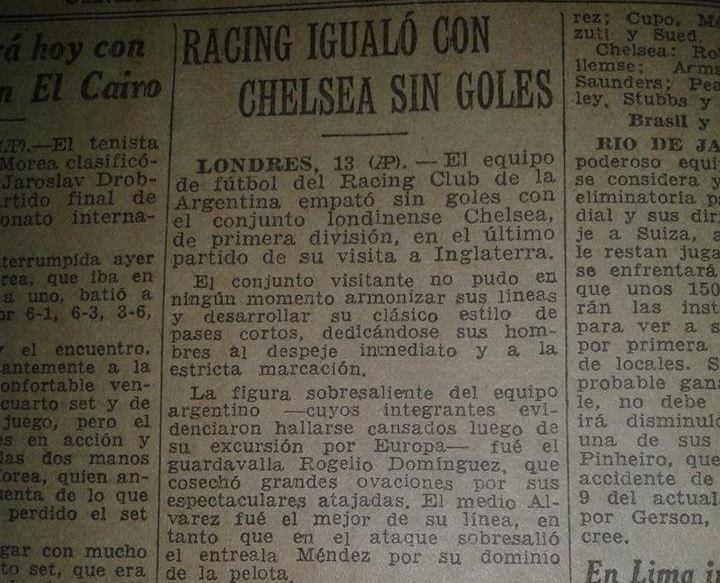 rá hoy con
n El Cairo
(AP).—El tenista
Morea clasificó-
Jaroslav Drob-
artido final de
onato interna-
terrumpida ayer
rea, que iba en
a uno, batió a
or 6-1, 6-3, 3-6,
y el encuentro,
antemente a la
onfortable ven-
cuarto set y de
juego, pero el
es en acción y
las dos manos
Morea, quien an-
uenta de lo que
perdido el set
gar con mucho
to set, que era
RACING IGUALÓ CON
CHELSEA SIN GOLES
LONDRES, 13 (AP). — El equipo
de fútbol del Racing Club de la
Argentina empató sin goles con
el conjunto londinense Chelsea,
de primera división, en el último
partido de su visita a Inglaterra.
El conjunto visitante no pudo en
ningún momento armonizar sus líneas
y desarrollar su clásico estilo de
pases cortos, dedicándose sus hom-
bres al despeje inmediato y a la
estricta marcación.
La figura sobresaliente del equipo
argentino —cuyos integrantes evi-
denciaron hallarse cansados luego de
su excursión por Europa— fué el
guardavalla Rogelio Domínguez, que
cosechó grandes ovaciones por sus
espectaculares atajadas. El medio Al-
varez fué el mejor de su línea, en
tanto que en el ataque sobresalió
el entreala Méndez por su dominio
de la pelota.
rez; Cupo, M
zuti y Sued.
Chelsea: Ro
llemse; Arms
Saunders; Pea
ley, Stubbs y
Brasil y
RIO DE JA
poderoso equi
se considera y
eliminatoria p
dial y sus dir
je a Suiza, a
le restan juga
se enfrentará
que unos 150
rán las inst
para ver a s
por primera
de locales. S
probable gana
le, no debe
irá disminuíd
una de sus
Pinheiro, que
accidente de
9 del actual
por Gerson,
cree.
En Lima i